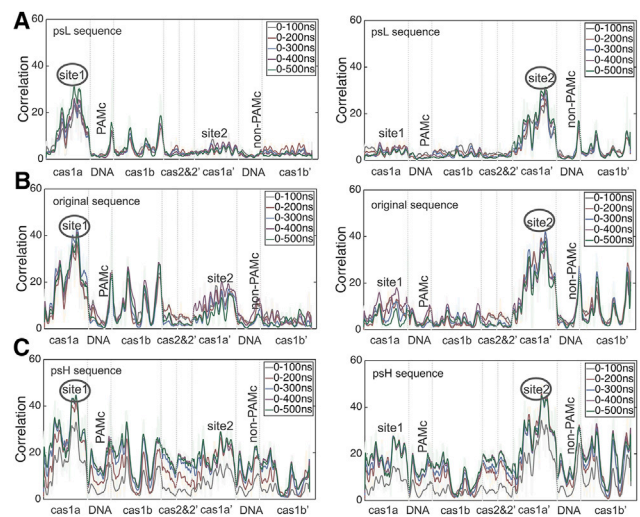 A
60
psL sequence
0-100ns
0-200ns
0-300ns
0-400ns
0-500ns
40
site1
Correlation
20
PAMc
site2
non-PAMc
0
cas1a DNA cas1b cas2&2' cas1a' DNA cas1b'
60
psL sequence
0-100ns
0-200ns
0-300ns
0-400ns
0-500ns
40
site2
Correlation
20
site1
PAMc
non-PAMc
0
cas1a DNA cas1b cas2&2' cas1a' DNA cas1b'
B
60
original sequence
0-100ns
0-200ns
0-300ns
0-400ns
0-500ns
site1
40
Correlation
20
PAMc
site2
non-PAMc
0
cas1a DNA cas1b cas2&2' cas1a' DNA cas1b'
60
original sequence
0-100ns
0-200ns
0-300ns
0-400ns
0-500ns
site2
40
Correlation
20
site1
PAMc
non-PAMc
0
cas1a DNA cas1b cas2&2' cas1a' DNA cas1b'
C
60
psH sequence
0-100ns
0-200ns
0-300ns
0-400ns
0-500ns
site1
40
Correlation
20
PAMc
site2
non-PAMc
0
cas1a DNA cas1b cas2&2' cas1a' DNA cas1b'
60
psH sequence
0-100ns
0-200ns
0-300ns
0-400ns
0-500ns
site2
40
Correlation
20
site1
PAMc
non-PAMc
0
cas1a DNA cas1b cas2&2' cas1a' DNA cas1b'